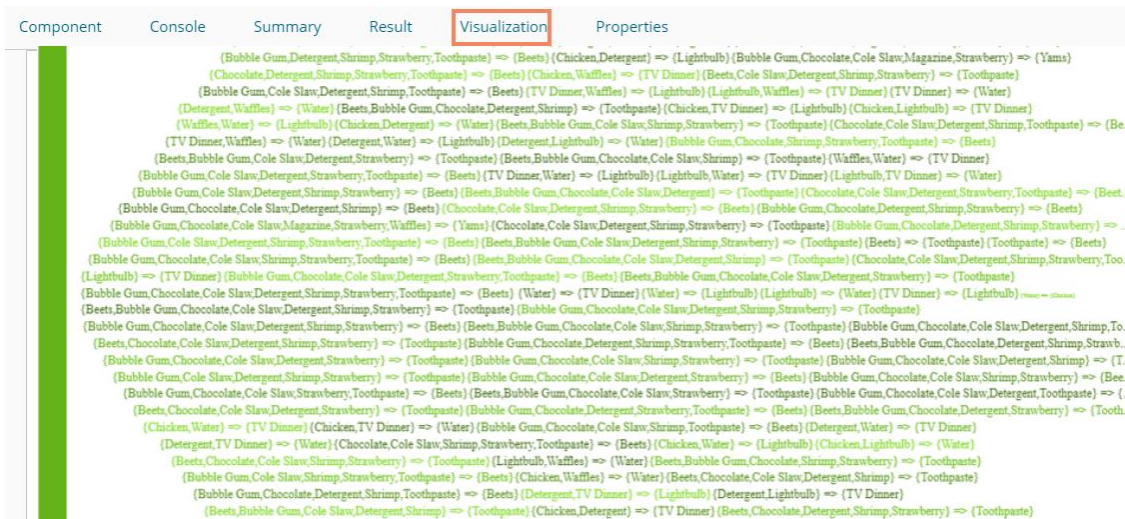 Component Console Summary Result Visualization Properties
{Bubble Gum,Detergent,Shrimp,Strawberry,Toothpaste} => {Beets}{Chicken,Detergent} => {Lightbulb}{Bubble Gum,Chocolate,Cole Slaw,Magazine,Strawberry} => {Yams}
{Chocolate,Detergent,Shrimp,Strawberry,Toothpaste} => {Beets}{Chicken,Waffles} => {TV Dinner}{Beets,Cole Slaw,Detergent,Shrimp,Strawberry} => {Toothpaste}
{Bubble Gum,Cole Slaw,Detergent,Shrimp,Toothpaste} => {Beets}{TV Dinner,Waffles} => {Lightbulb}{Lightbulb,Waffles} => {TV Dinner}{TV Dinner} => {Water}
{Detergent,Waffles} => {Water}{Beets,Bubble Gum,Chocolate,Detergent,Shrimp} => {Toothpaste}{Chicken,TV Dinner} => {Lightbulb}{Chicken,Lightbulb} => {TV Dinner}
{Waffles,Water} => {Lightbulb}{Chicken,Detergent} => {Water}{Beets,Bubble Gum,Cole Slaw,Shrimp,Strawberry} => {Toothpaste}{Chocolate,Cole Slaw,Detergent,Shrimp,Toothpaste} => {Be.
{TV Dinner,Waffles} => {Water}{Detergent,Water} => {Lightbulb}{Detergent,Lightbulb} => {Water}{Bubble Gum,Chocolate,Shrimp,Strawberry,Toothpaste} => {Beets}
{Beets,Bubble Gum,Cole Slaw,Detergent,Strawberry} => {Toothpaste}{Beets,Bubble Gum,Chocolate,Cole Slaw,Shrimp} => {Toothpaste}{Waffles,Water} => {TV Dinner}
{Bubble Gum,Cole Slaw,Detergent,Strawberry,Toothpaste} => {Beets}{TV Dinner,Water} => {Lightbulb}{Lightbulb,Water} => {TV Dinner}{Lightbulb,TV Dinner} => {Water}
{Bubble Gum,Cole Slaw,Detergent,Shrimp,Strawberry} => {Beets}{Beets,Bubble Gum,Chocolate,Cole Slaw,Detergent} => {Toothpaste}{Chocolate,Cole Slaw,Detergent,Strawberry,Toothpaste} => {Beet.
{Bubble Gum,Chocolate,Cole Slaw,Detergent,Shrimp} => {Beets}{Chocolate,Cole Slaw,Detergent,Shrimp,Strawberry} => {Beets}{Bubble Gum,Chocolate,Detergent,Shrimp,Strawberry} => {Beets}
{Bubble Gum,Chocolate,Cole Slaw,Magazine,Strawberry,Waffles} => {Yams}{Chocolate,Cole Slaw,Detergent,Shrimp,Strawberry} => {Toothpaste}{Bubble Gum,Chocolate,Detergent,Shrimp,Strawberry} => .
{Bubble Gum,Cole Slaw,Detergent,Shrimp,Strawberry,Toothpaste} => {Beets}{Beets,Bubble Gum,Cole Slaw,Detergent,Shrimp,Strawberry} => {Toothpaste}{Beets} => {Toothpaste}{Toothpaste} => {Beets}
{Bubble Gum,Chocolate,Cole Slaw,Shrimp,Strawberry,Toothpaste} => {Beets}{Beets,Bubble Gum,Chocolate,Cole Slaw,Detergent,Shrimp} => {Toothpaste}{Chocolate,Cole Slaw,Detergent,Shrimp,Strawberry,Too.
{Lightbulb} => {TV Dinner}{Bubble Gum,Chocolate,Cole Slaw,Detergent,Strawberry,Toothpaste} => {Beets}{Beets,Bubble Gum,Chocolate,Cole Slaw,Detergent,Strawberry} => {Toothpaste}
{Bubble Gum,Chocolate,Cole Slaw,Detergent,Shrimp,Strawberry,Toothpaste} => {Beets} {Water} => {TV Dinner}{Water} => {Lightbulb}{Lightbulb} => {Water}{TV Dinner} => {Lightbulb}
{Beets,Bubble Gum,Chocolate,Cole Slaw,Detergent,Shrimp,Strawberry} => {Toothpaste}{Bubble Gum,Chocolate,Cole Slaw,Detergent,Shrimp,Strawberry} => {Toothpaste}
{Bubble Gum,Chocolate,Cole Slaw,Detergent,Shrimp,Strawberry} => {Beets}{Beets,Bubble Gum,Chocolate,Cole Slaw,Shrimp,Strawberry} => {Toothpaste}{Bubble Gum,Chocolate,Cole Slaw,Detergent,Shrimp,To.
{Beets,Chocolate,Cole Slaw,Detergent,Shrimp,Strawberry} => {Toothpaste}{Bubble Gum,Chocolate,Detergent,Shrimp,Strawberry,Toothpaste} => {Beets}{Beets,Bubble Gum,Chocolate,Detergent,Shrimp,Strawb..
{Bubble Gum,Chocolate,Cole Slaw,Detergent,Strawberry} => {Toothpaste}{Bubble Gum,Chocolate,Cole Slaw,Shrimp,Strawberry} => {Toothpaste}{Bubble Gum,Chocolate,Cole Slaw,Detergent,Shrimp} => {T.
{Bubble Gum,Cole Slaw,Detergent,Shrimp,Strawberry} => {Toothpaste}{Bubble Gum,Chocolate,Cole Slaw,Detergent,Strawberry} => {Beets}{Bubble Gum,Chocolate,Cole Slaw,Shrimp,Strawberry} => {Bee.
{Bubble Gum,Chocolate,Cole Slaw,Strawberry,Toothpaste} => {Beets}{Beets,Bubble Gum,Chocolate,Cole Slaw,Strawberry} => {Toothpaste}{Bubble Gum,Chocolate,Cole Slaw,Detergent,Toothpaste} => {.
{Beets,Chocolate,Cole Slaw,Detergent,Strawberry} => {Toothpaste}{Bubble Gum,Chocolate,Detergent,Strawberry,Toothpaste} => {Beets}{Beets,Bubble Gum,Chocolate,Detergent,Strawberry} => {Tooth.
{Chicken,Water} => {TV Dinner}{Chicken,TV Dinner} => {Water}{Bubble Gum,Chocolate,Cole Slaw,Shrimp,Toothpaste} => {Beets}{Detergent,Water} => {TV Dinner}
{Detergent,TV Dinner} => {Water}{Chocolate,Cole Slaw,Shrimp,Strawberry,Toothpaste} => {Beets}{Chicken,Water} => {Lightbulb}{Chicken,Lightbulb} => {Water}
{Beets,Chocolate,Cole Slaw,Shrimp,Strawberry} => {Toothpaste}{Lightbulb,Waffles} => {Water}{Beets,Bubble Gum,Chocolate,Shrimp,Strawberry} => {Toothpaste}
{Bubble Gum,Cole Slaw,Shrimp,Strawberry,Toothpaste} => {Beets}{Chicken,Waffles} => {Water}{Beets,Chocolate,Cole Slaw,Detergent,Shrimp} => {Toothpaste}
{Bubble Gum,Chocolate,Detergent,Shrimp,Toothpaste} => {Beets}{Detergent,TV Dinner} => {Lightbulb}{Detergent,Lightbulb} => {TV Dinner}
{Beets,Bubble Gum,Cole Slaw,Detergent,Shrimp} => {Toothpaste}{Chicken,Detergent} => {TV Dinner}{Beets,Chocolate,Detergent,Shrimp,Strawberry} => {Toothpaste}